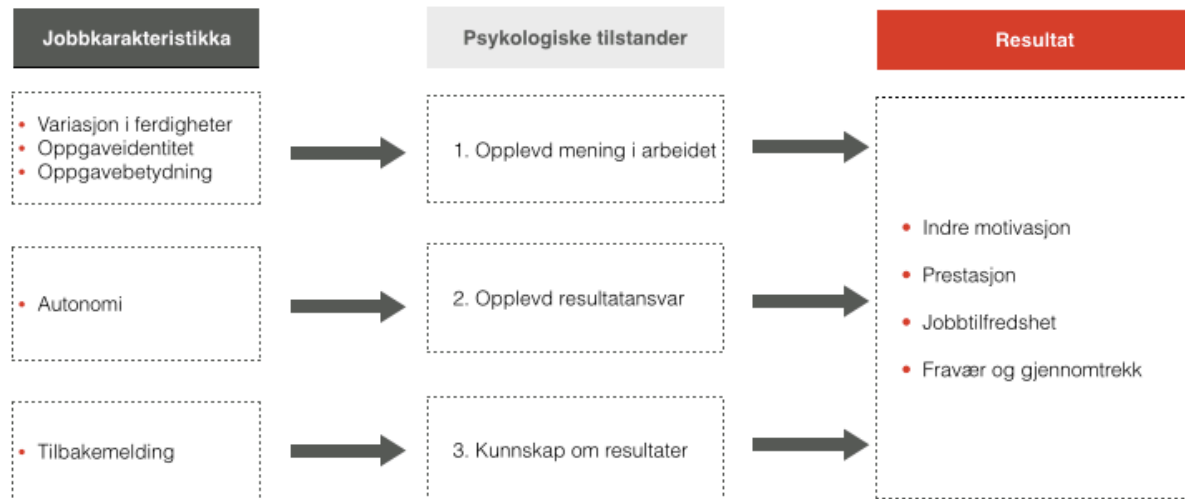 Jobbkarakteristikka
Psykologiske tilstander
Resultat
• Variasjon i ferdigheter
• Oppgaveidentitet
• Oppgavebetydning
1. Opplevd mening i arbeidet
• Autonomi
2. Opplevd resultatansvar
• Tilbakemelding
3. Kunnskap om resultater
• Indre motivasjon
• Prestasjon
• Jobbtilfredshet
• Fravær og gjennomtrekk